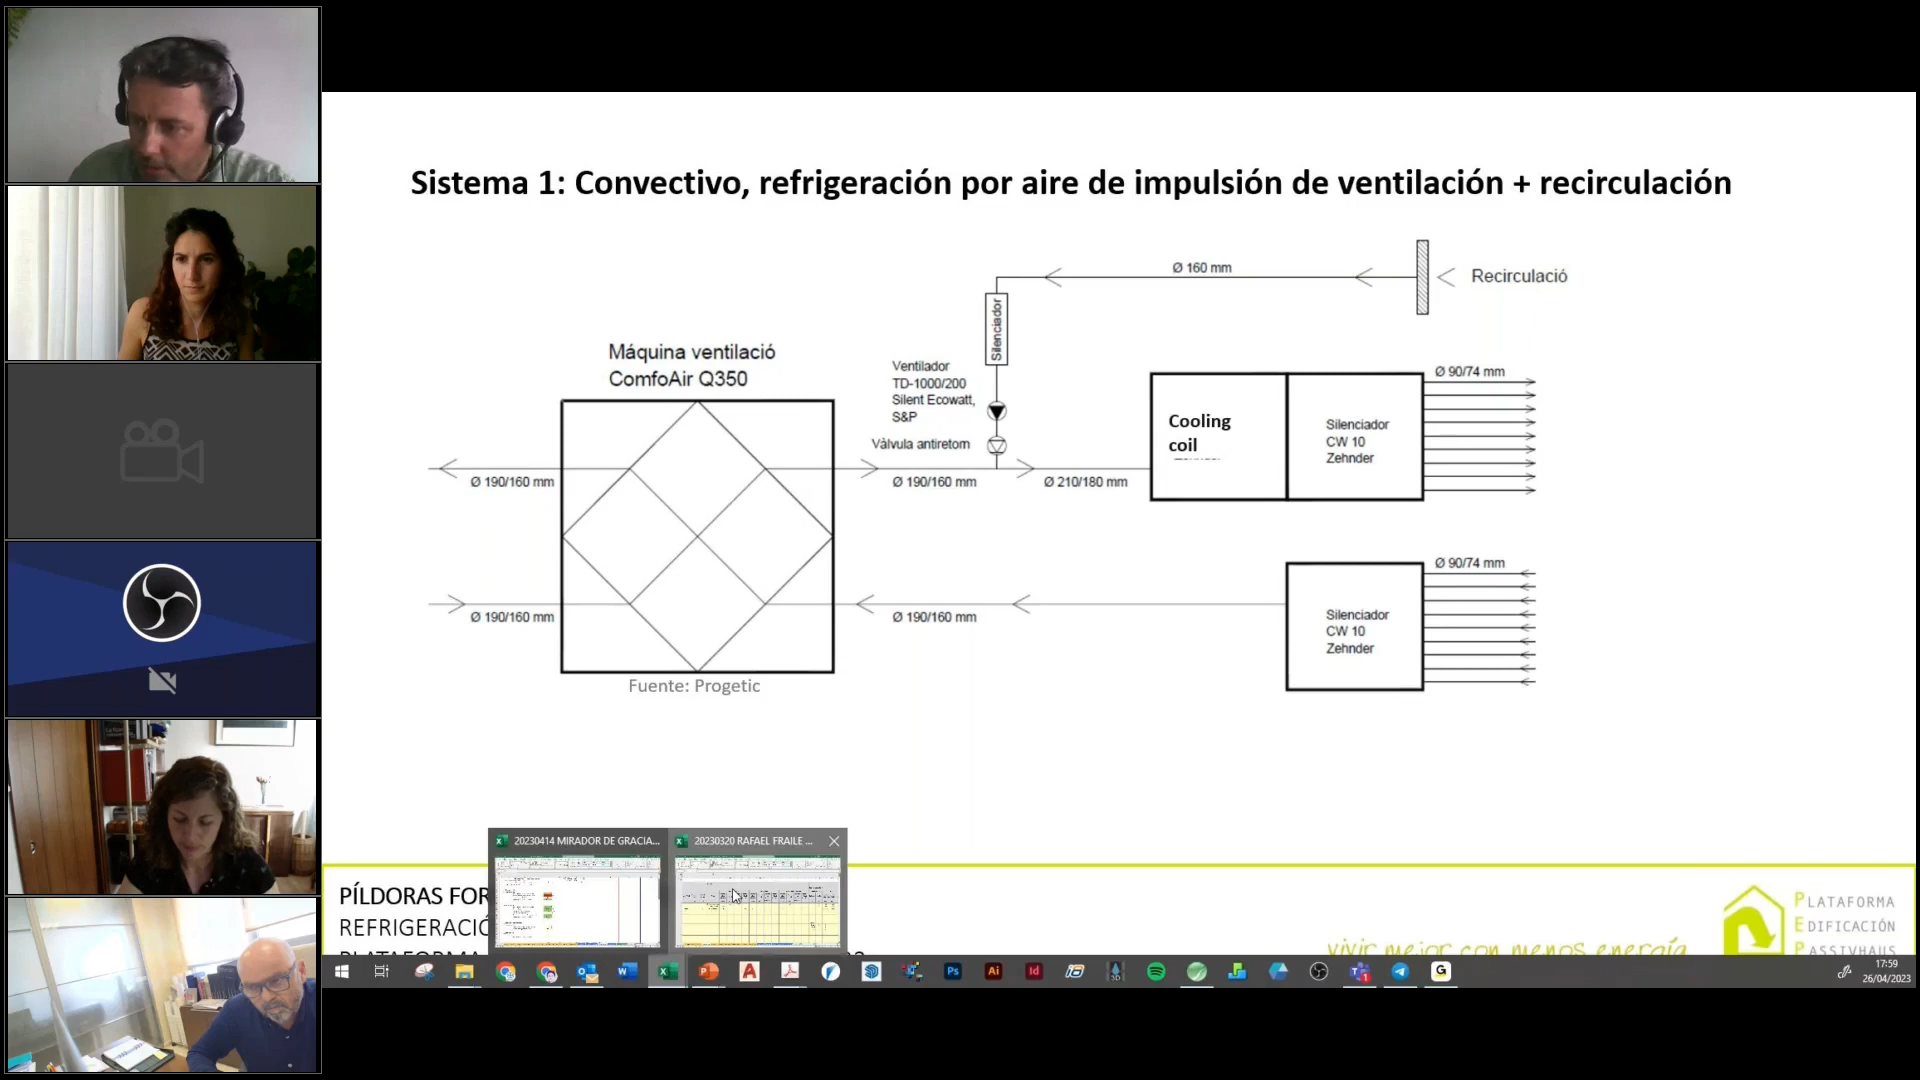 Sistema 1: Convectivo, refrigeración por aire de impulsión de ventilación + recirculación
Ø 160 mm
Recirculació
Silenciador
Máquina ventilació
ComfoAir Q350
Ventilador
TD-1000/200
Silent Ecowatt,
S&P
Vàlvula antiretorn
Ø 90/74 mm
Cooling
coil
Silenciador
CW 10
Zehnder
Ø 190/160 mm
Ø 190/160 mm
Ø 210/180 mm
Ø 90/74 mm
Silenciador
CW 10
Zehnder
Ø 190/160 mm
Ø 190/160 mm
Fuente: Progetic
20230414 MIRADOR DE GRACIA...
20230320 RAFAEL FRAILE ...
PÍLDORAS FOR
REFRIGERACIÓ
PLATAFORMA
vivir mejor con menos energía
PLATAFORMA
EDIFICACIÓN
PASSIVHAUS
17:59
26/04/2023